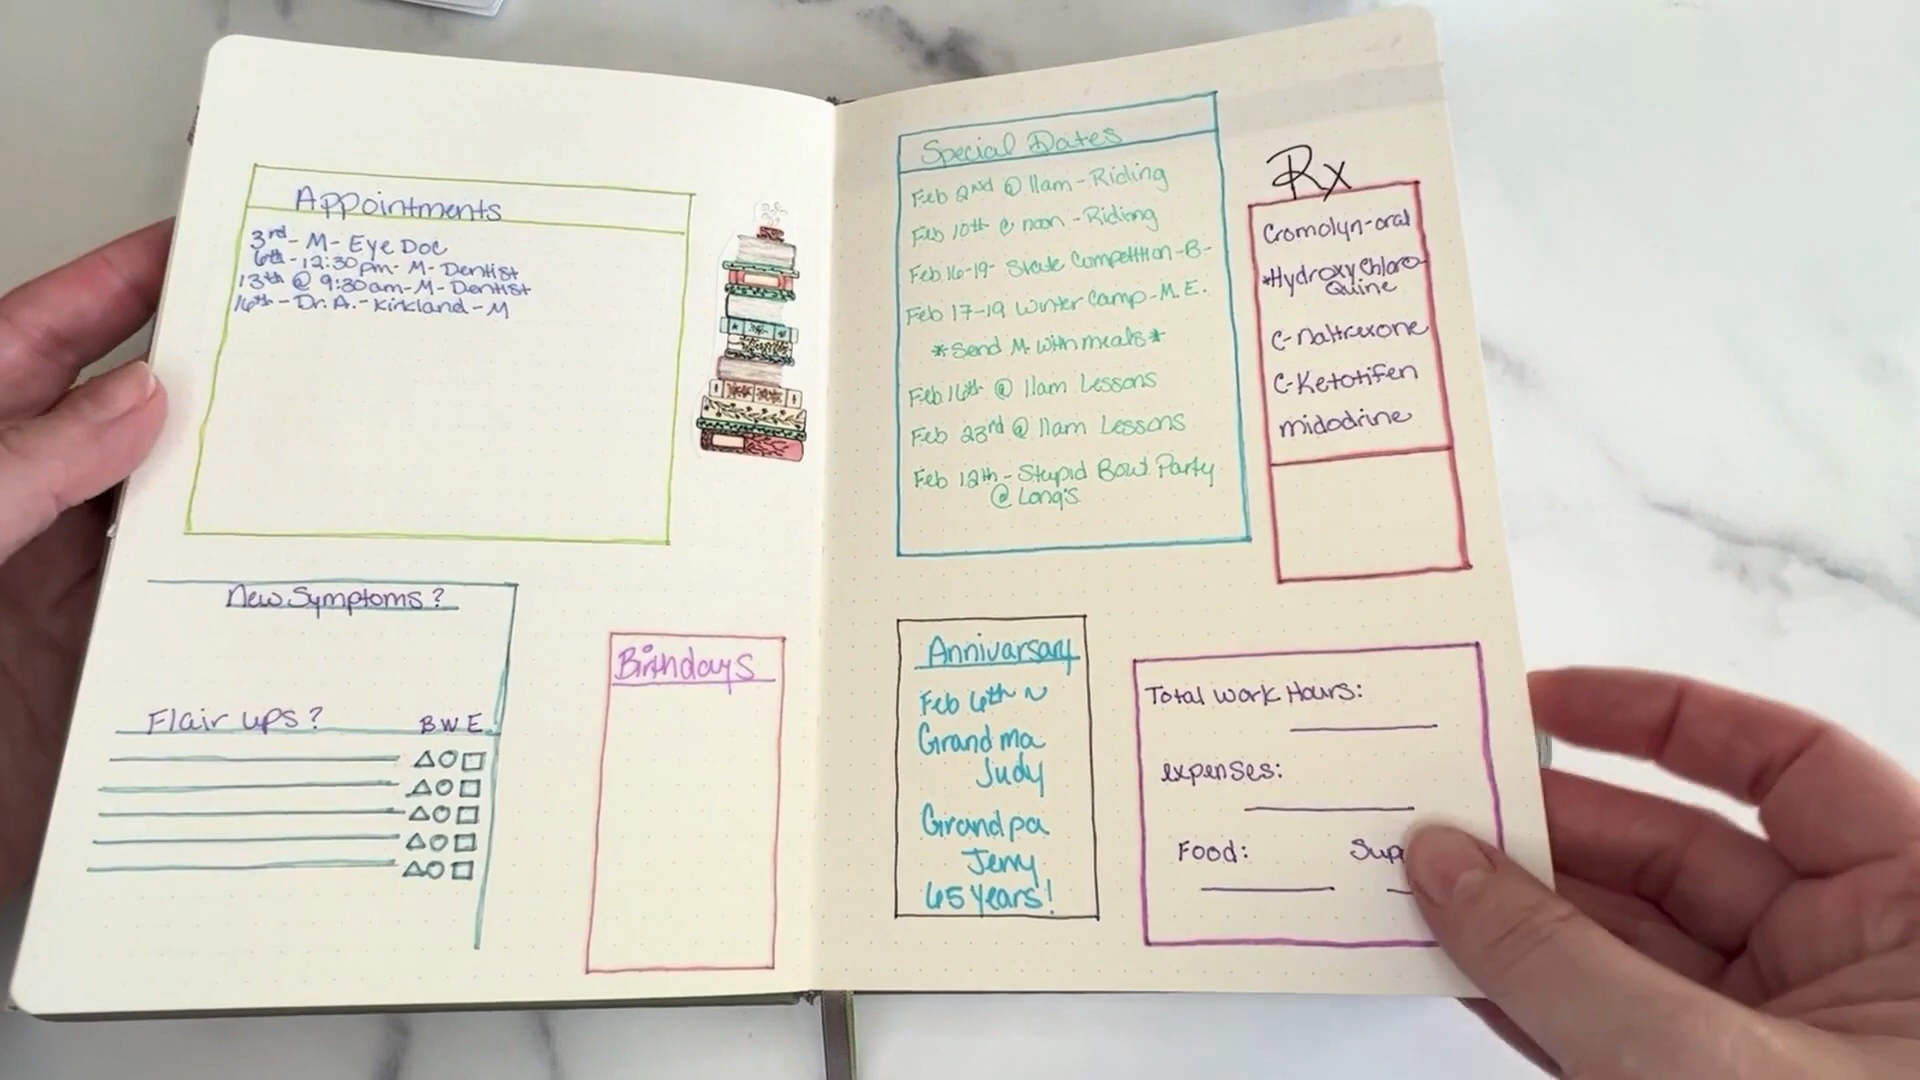 Appointments
3rd - M - Eye Doc
6th - 12:30pm - M - Dentist
13th @ 9:30am - M - Dentist
16th - Dr. A. - Kirkland - M
New Symptoms?
Flair ups? B W E
Birthdays
Special Dates
Feb 2nd @ 11am - Riding
Feb 10th @ noon - Riding
Feb 16-19 - State Competition - B -
Feb 17-19 Winter Camp - M. E.
*Send M. with meals*
Feb 16th @ 11am Lessons
Feb 23rd @ 11am Lessons
Feb 12th - Stupid Bowl Party
@ Long's
Rx
Cromolyn-oral
*Hydroxychloro-
Quine
C-Naltrexone
C-Ketotifen
midodrine
Annivarsary
Feb 6th ~
Grandma
Judy
Grandpa
Jerry
65 years!
Total Work Hours:
expenses:
Food: Sup